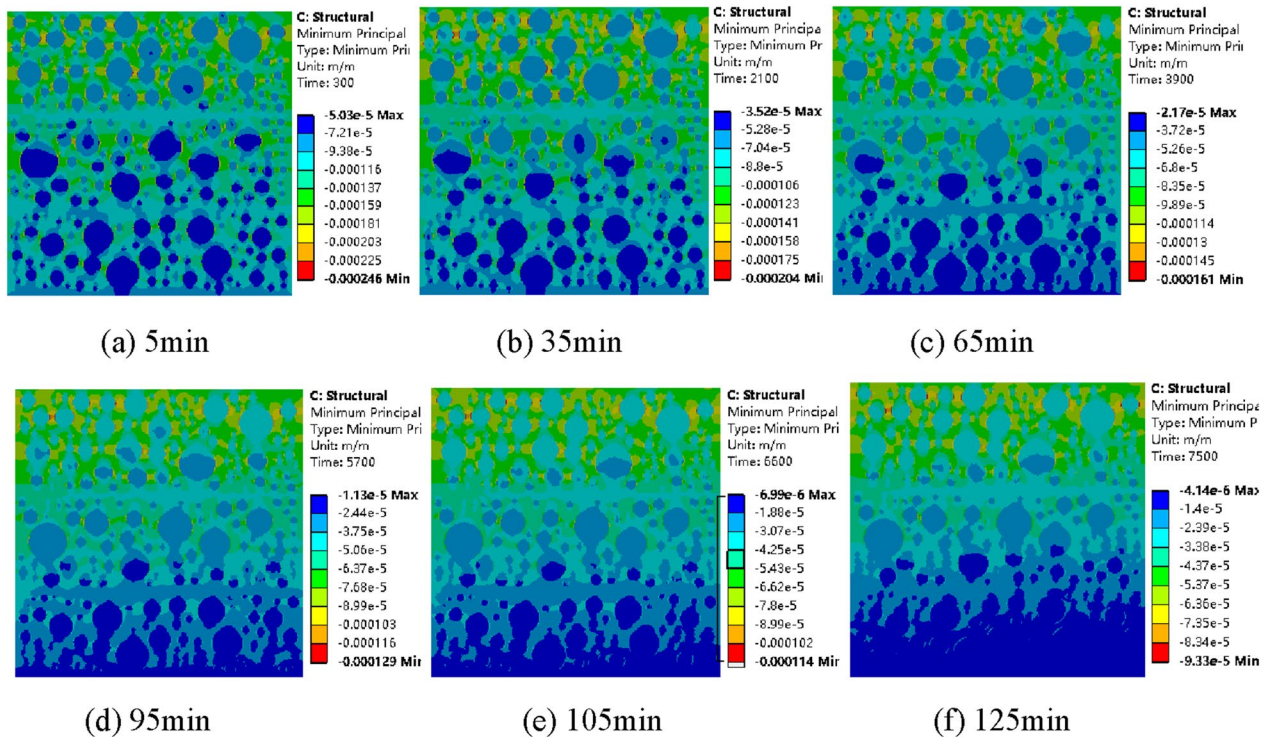 C: Structural
Minimum Principal
Type: Minimum Pri
Unit: m/m
Time: 300
-5.03e-5 Max
-7.21e-5
-9.38e-5
-0.000116
-0.000137
-0.000159
-0.000181
-0.000203
-0.000225
-0.000246 Min
(a) 5min
C: Structural
Minimum Principa
Type: Minimum Pr
Unit: m/m
Time: 2100
-3.52e-5 Max
-5.28e-5
-7.04e-5
-8.8e-5
-0.000106
-0.000123
-0.000141
-0.000158
-0.000175
-0.000204 Mi
(b) 35min
C: Structural
Minimum Principa
Type: Minimum Pri
Unit: m/m
Time: 3900
-2.17e-5 Max
-3.72e-5
-5.26e-5
-6.8e-5
-8.35e-5
-9.89e-5
-0.000114
-0.00013
-0.000145
-0.000161 Min
(c) 65min
C: Structural
Minimum Principal
Type: Minimum Pri
Unit: m/m
Time: 5700
-1.13e-5 Max
-2.44e-5
-3.75e-5
-5.06e-5
-6.37e-5
-7.68e-5
-8.99e-5
-0.000103
-0.000116
-0.000129 Min
(d) 95min
C: Structural
Minimum Principal
Type: Minimum Pri
Unit: m/m
Time: 6600
-6.99e-6 Max
-1.88e-5
-3.07e-5
-4.25e-5
-5.43e-5
-6.62e-5
-7.8e-5
-8.99e-5
-0.000102
-0.000114 Min
(e) 105min
C: Structural
Minimum Principa
Type: Minimum P
Unit: m/m
Time: 7500
-4.14e-6 Max
-1.4e-5
-2.39e-5
-3.38e-5
-4.37e-5
-5.37e-5
-6.36e-5
-7.35e-5
-8.34e-5
-9.33e-5 Min
(f) 125min